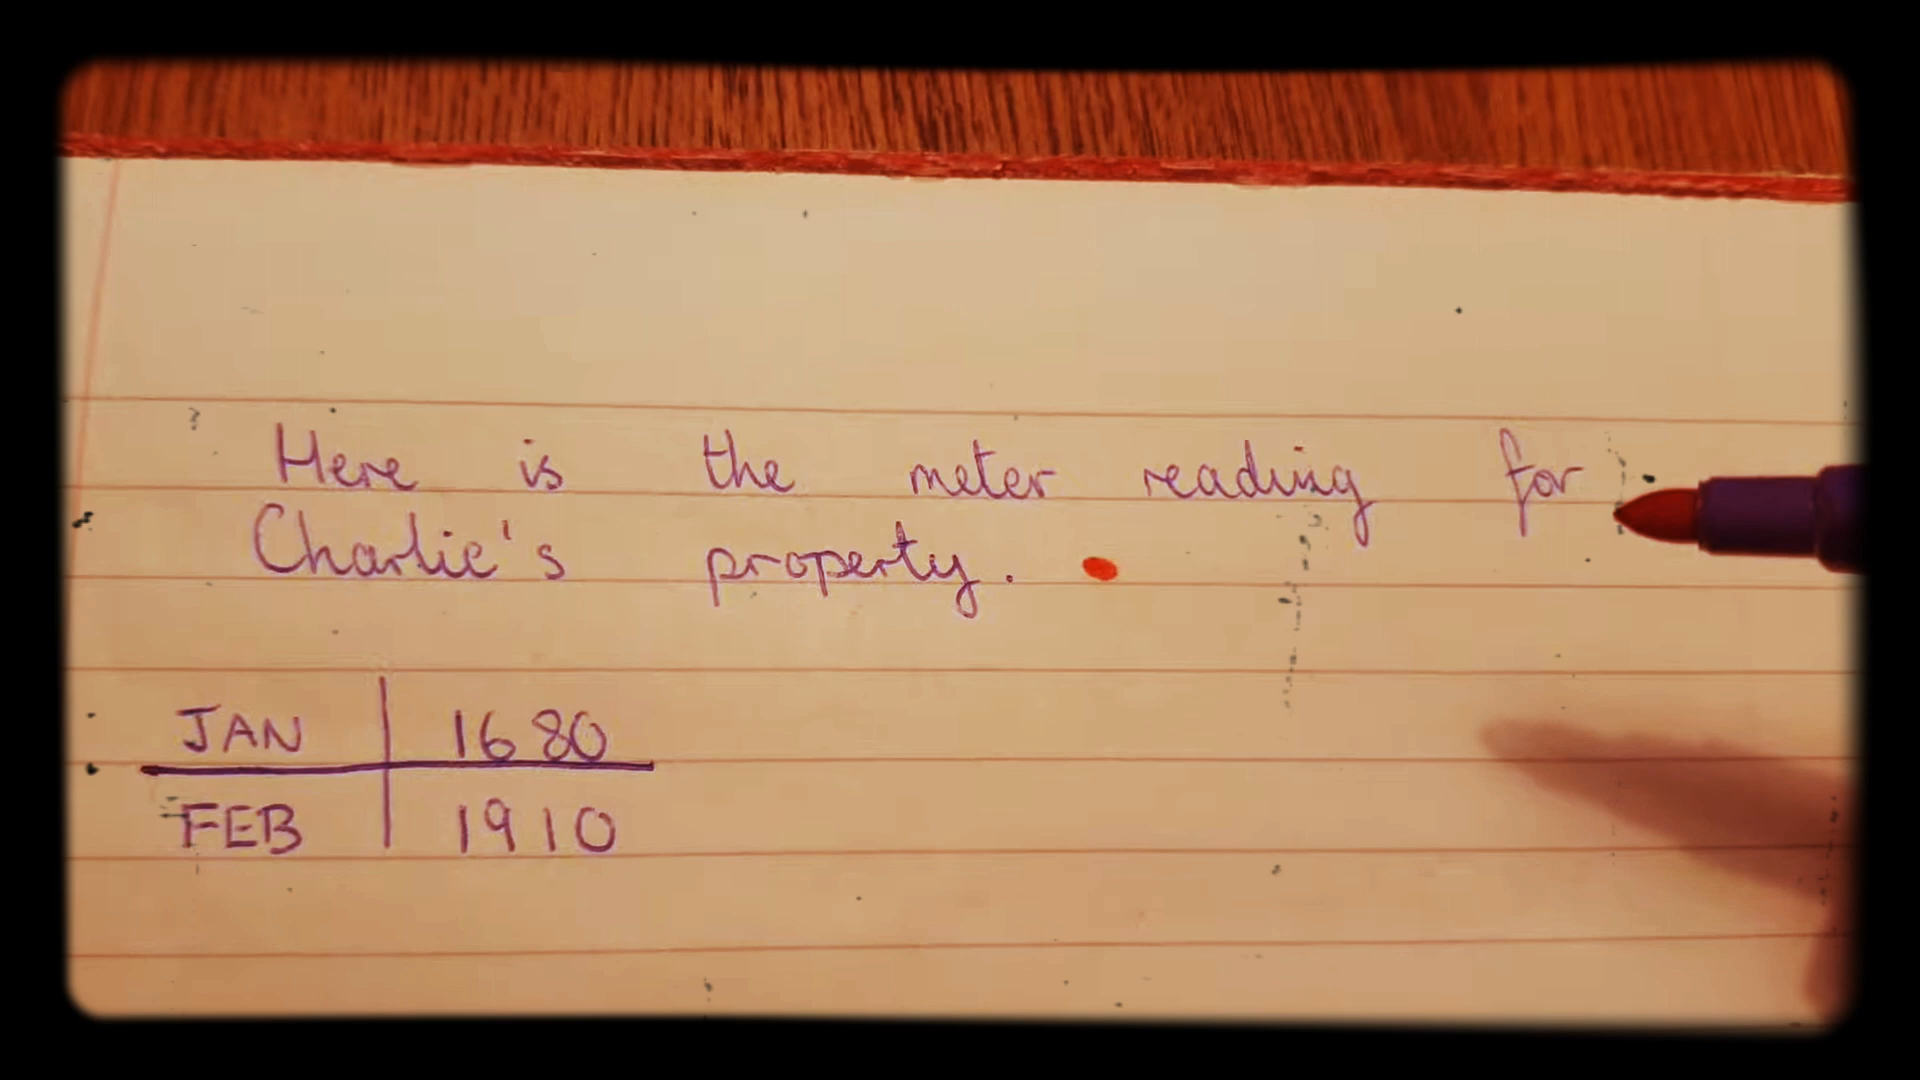 Here is the meter reading for
Charlie's property.
JAN 1680
FEB 1910